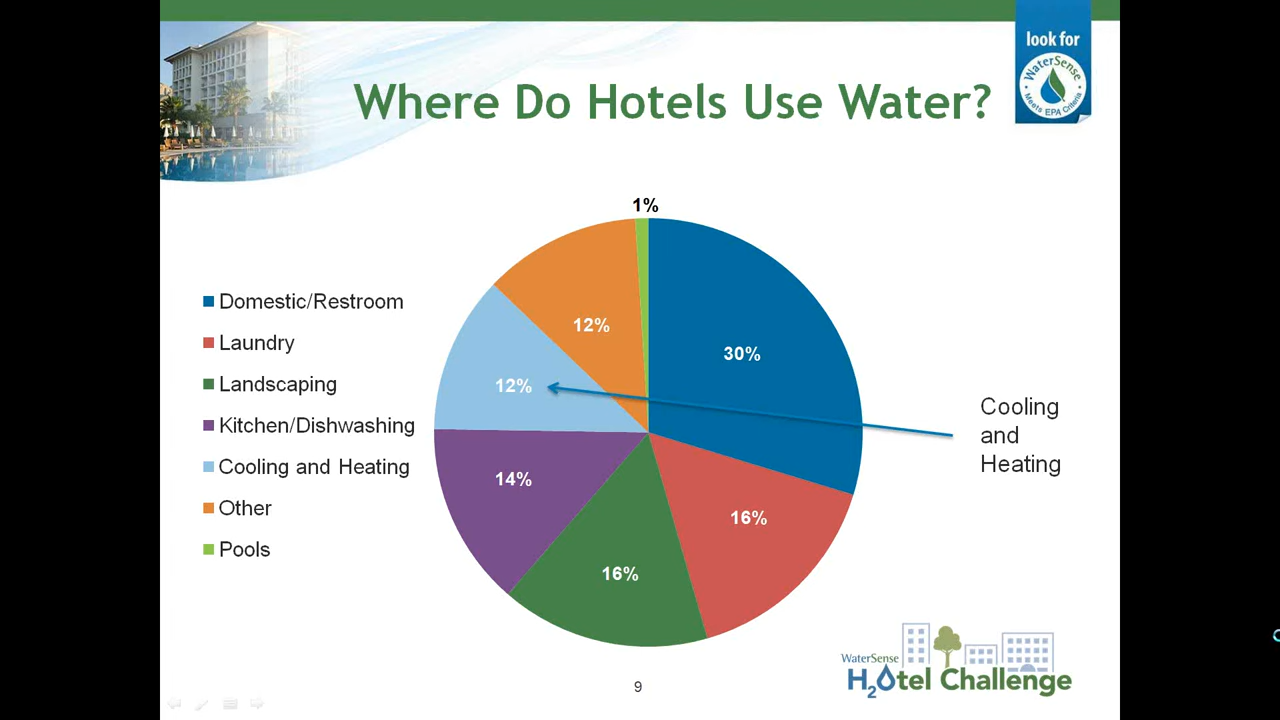 look for
WaterSense
Meets EPA Criteria
Where Do Hotels Use Water?
1%
30%
16%
16%
14%
12%
12%
Domestic/Restroom
Laundry
Landscaping
Kitchen/Dishwashing
Cooling and Heating
Other
Pools
Cooling
and
Heating
WaterSense
H2Otel Challenge
9